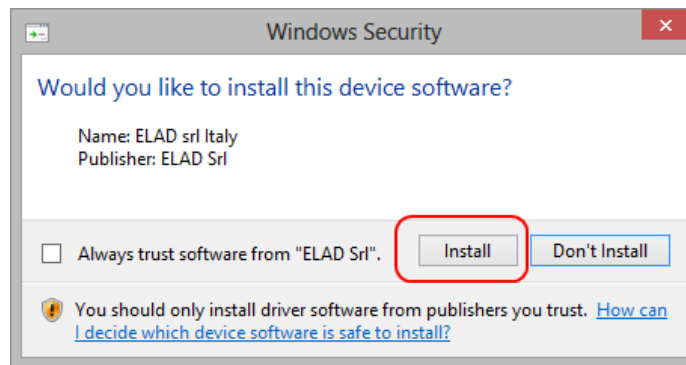 Windows Security
Would you like to install this device software?
Name: ELAD srl Italy
Publisher: ELAD Srl
Always trust software from "ELAD Srl".
Install
Don't Install
You should only install driver software from publishers you trust. How can
I decide which device software is safe to install?